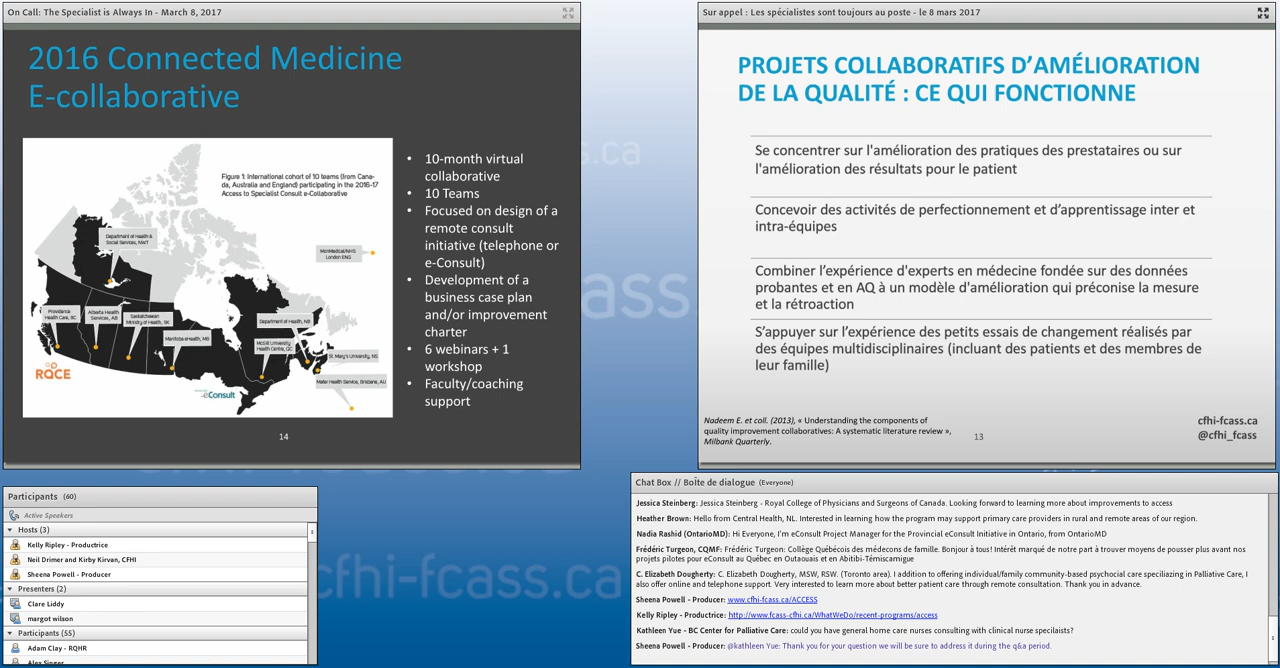 On Call: The Specialist is Always In - March 8, 2017
2016 Connected Medicine
E-collaborative
Figure 1: International cohort of 10 teams (from Cana-
da, Australia and England) participating in the 2016-17
Access to Specialist Consult e-Collaborative
Department of Health &
Social Services, NWT
MonMedical/NHS
London ENG
Providence
Health Care, BC
Alberta Health
Services, AB
Saskatchewan
Ministry of Health, SK
Manitoba eHealth, MB
Department of Health, NB
McGill University
Health Centre, QC
St. Mary's University, NS
Mater Health Service, Brisbane, AU
RACE
eConsult
• 10-month virtual
collaborative
• 10 Teams
• Focused on design of a
remote consult
initiative (telephone or
e-Consult)
• Development of a
business case plan
and/or improvement
charter
• 6 webinars + 1
workshop
• Faculty/coaching
support
14
Sur appel : Les spécialistes sont toujours au poste - le 8 mars 2017
PROJETS COLLABORATIFS D'AMÉLIORATION
DE LA QUALITÉ : CE QUI FONCTIONNE
Se concentrer sur l'amélioration des pratiques des prestataires ou sur
l'amélioration des résultats pour le patient
Concevoir des activités de perfectionnement et d'apprentissage inter et
intra-équipes
Combiner l'expérience d'experts en médecine fondée sur des données
probantes et en AQ à un modèle d'amélioration qui préconise la mesure
et la rétroaction
S'appuyer sur l'expérience des petits essais de changement réalisés par
des équipes multidisciplinaires (incluant des patients et des membres de
leur famille)
Nadeem E. et coll. (2013), « Understanding the components of
quality improvement collaboratives: A systematic literature review »,
Milbank Quarterly.
13
cfhi-fcass.ca
@cfhi_fcass
Participants (60)
Active Speakers
Hosts (3)
Kelly Ripley - Productrice
Neil Drimer and Kirby Kirvan, CFHI
Sheena Powell - Producer
Presenters (2)
Clare Liddy
margot wilson
Participants (55)
Adam Clay - RQHR
Alan Singer
cfhi-fcass.ca
Chat Box // Boîte de dialogue (Everyone)
Jessica Steinberg: Jessica Steinberg - Royal College of Physicians and Surgeons of Canada. Looking forward to learning more about improvements to access
Heather Brown: Hello from Central Health, NL. Interested in learning how the program may support primary care providers in rural and remote areas of our region.
Nadia Rashid (OntarioMD): Hi Everyone, I'm eConsult Project Manager for the Provincial eConsult Initiative in Ontario, from OntarioMD
Frédéric Turgeon, CQMF: Frédéric Turgeon: Collège Québécois des médecons de famille. Bonjour à tous! Intérêt marqué de notre part à trouver moyens de pousser plus avant nos
projets pilotes pour eConsult au Québec en Outaouais et en Abitibi-Témiscamigue
C. Elizabeth Dougherty: C. Elizabeth Dougherty, MSW, RSW. (Toronto area). I addition to offering individual/family community-based psychocial care speciliazing in Palliative Care, I
also offer online and telephone support. Very interested to learn more about better patient care through remote consultation. Thank you in advance.
Sheena Powell - Producer: www.cfhi-fcass.ca/ACCESS
Kelly Ripley - Productrice: http://www.fcass-cfhi.ca/WhatWeDo/recent-programs/access
Kathleen Yue - BC Center for Palliative Care: could you have general home care nurses consulting with clinical nurse specilaists?
Sheena Powell - Producer: @kathleen Yue: Thank you for your question we will be sure to address it during the q&a period.